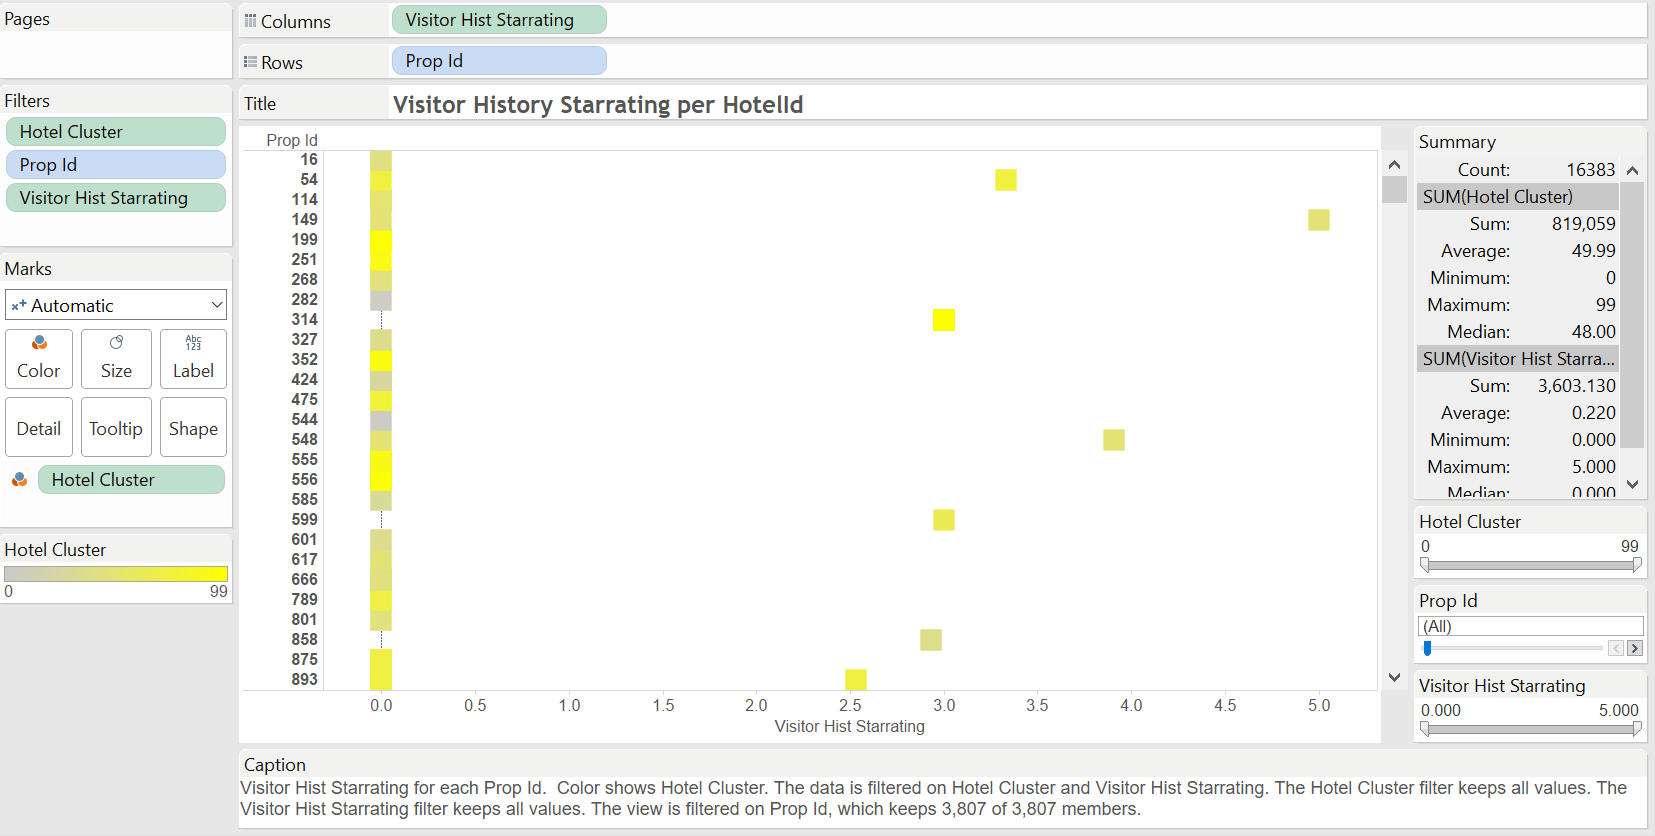 Pages
Columns
Visitor Hist Starrating
Rows
Prop Id
Filters
Hotel Cluster
Prop Id
Visitor Hist Starrating
Title
Visitor History Starrating per HotelId
Marks
Automatic
Color
Size
Abc
123
Label
Detail
Tooltip
Shape
Hotel Cluster
Hotel Cluster
0 99
Prop Id
16
54
114
149
199
251
268
282
314
327
352
424
475
544
548
555
556
585
599
601
617
666
789
801
858
875
893
0.0 0.5 1.0 1.5 2.0 2.5 3.0 3.5 4.0 4.5 5.0
Visitor Hist Starrating
Summary
Count: 16383
SUM(Hotel Cluster)
Sum: 819,059
Average: 49.99
Minimum: 0
Maximum: 99
Median: 48.00
SUM(Visitor Hist Starra...
Sum: 3,603.130
Average: 0.220
Minimum: 0.000
Maximum: 5.000
Median: 0.000
Hotel Cluster
0 99
Prop Id
(All)
Visitor Hist Starrating
0.000 5.000
Caption
Visitor Hist Starrating for each Prop Id.  Color shows Hotel Cluster. The data is filtered on Hotel Cluster and Visitor Hist Starrating. The Hotel Cluster filter keeps all values. The
Visitor Hist Starrating filter keeps all values. The view is filtered on Prop Id, which keeps 3,807 of 3,807 members.